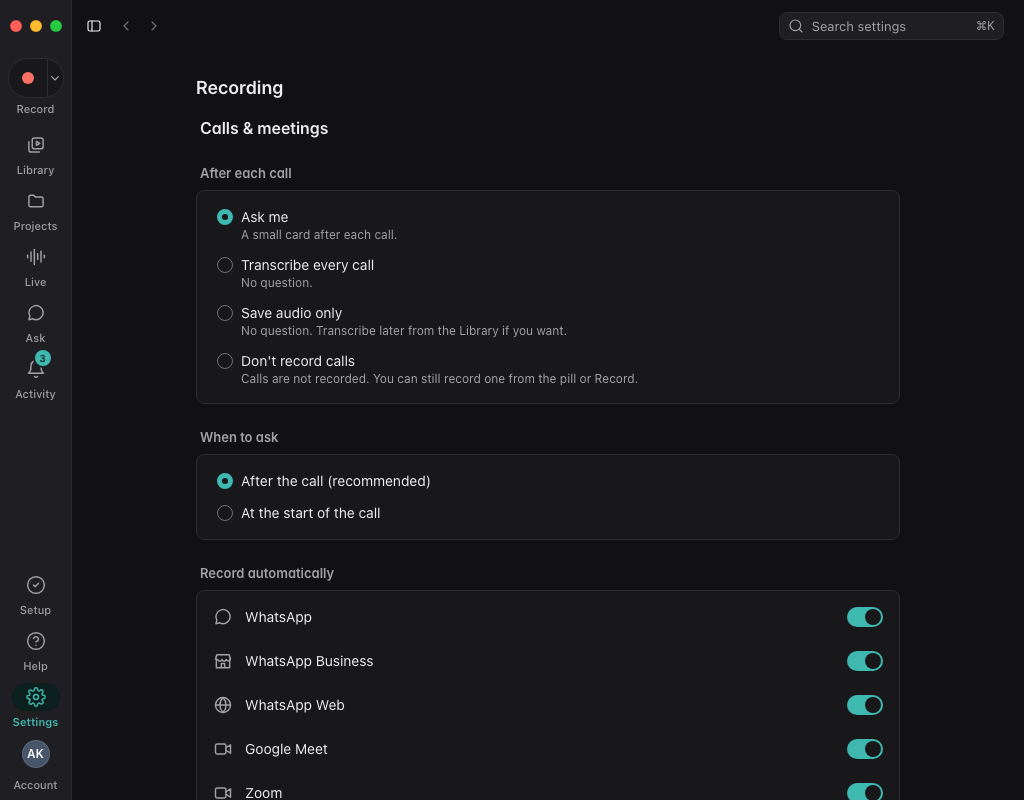 Search settings
⌘K
Record
Library
Projects
Live
Ask
3
Activity
Setup
Help
Settings
AK
Account
Recording
Calls & meetings
After each call
Ask me
A small card after each call.
Transcribe every call
No question.
Save audio only
No question. Transcribe later from the Library if you want.
Don't record calls
Calls are not recorded. You can still record one from the pill or Record.
When to ask
After the call (recommended)
At the start of the call
Record automatically
WhatsApp
WhatsApp Business
WhatsApp Web
Google Meet
Zoom